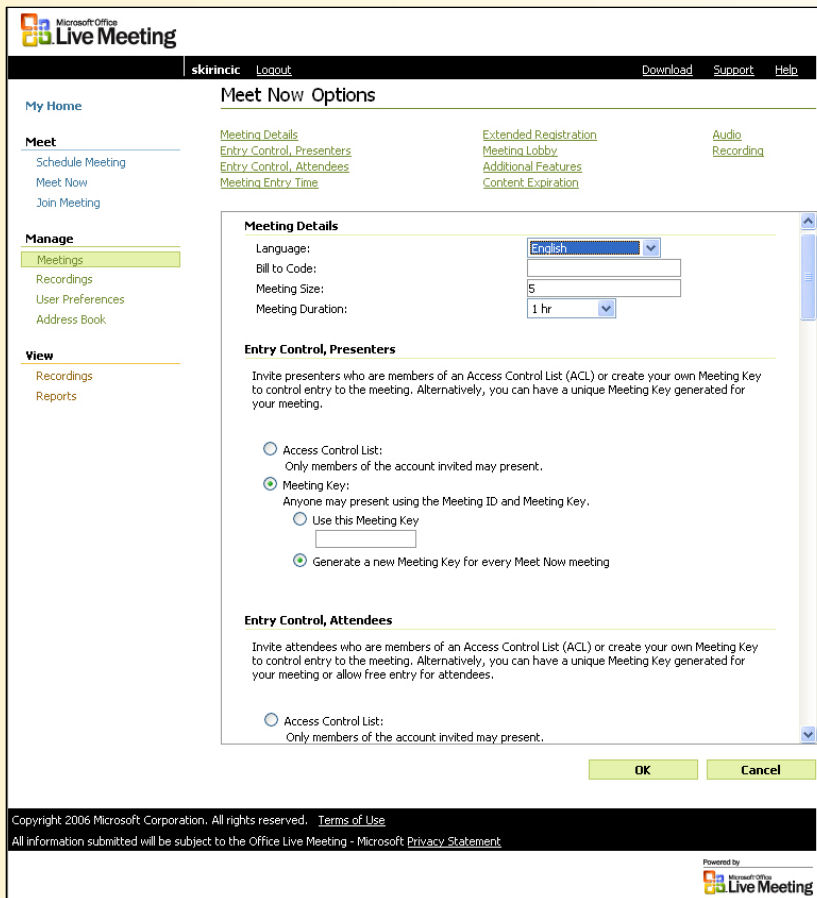 Microsoft Office
Live Meeting
skirincic Logout Download Support Help
My Home
Meet
Schedule Meeting
Meet Now
Join Meeting
Manage
Meetings
Recordings
User Preferences
Address Book
View
Recordings
Reports
Meet Now Options
Meeting Details
Entry Control, Presenters
Entry Control, Attendees
Meeting Entry Time
Extended Registration
Meeting Lobby
Additional Features
Content Expiration
Audio
Recording
Meeting Details
Language: English
Bill to Code:
Meeting Size: 5
Meeting Duration: 1 hr
Entry Control, Presenters
Invite presenters who are members of an Access Control List (ACL) or create your own Meeting Key
to control entry to the meeting. Alternatively, you can have a unique Meeting Key generated for
your meeting.
Access Control List:
Only members of the account invited may present.
Meeting Key:
Anyone may present using the Meeting ID and Meeting Key.
Use this Meeting Key
Generate a new Meeting Key for every Meet Now meeting
Entry Control, Attendees
Invite attendees who are members of an Access Control List (ACL) or create your own Meeting Key
to control entry to the meeting. Alternatively, you can have a unique Meeting Key generated for
your meeting or allow free entry for attendees.
Access Control List:
Only members of the account invited may present.
OK Cancel
Copyright 2006 Microsoft Corporation. All rights reserved. Terms of Use
All information submitted will be subject to the Office Live Meeting - Microsoft Privacy Statement
Powered by
Microsoft Office
Live Meeting